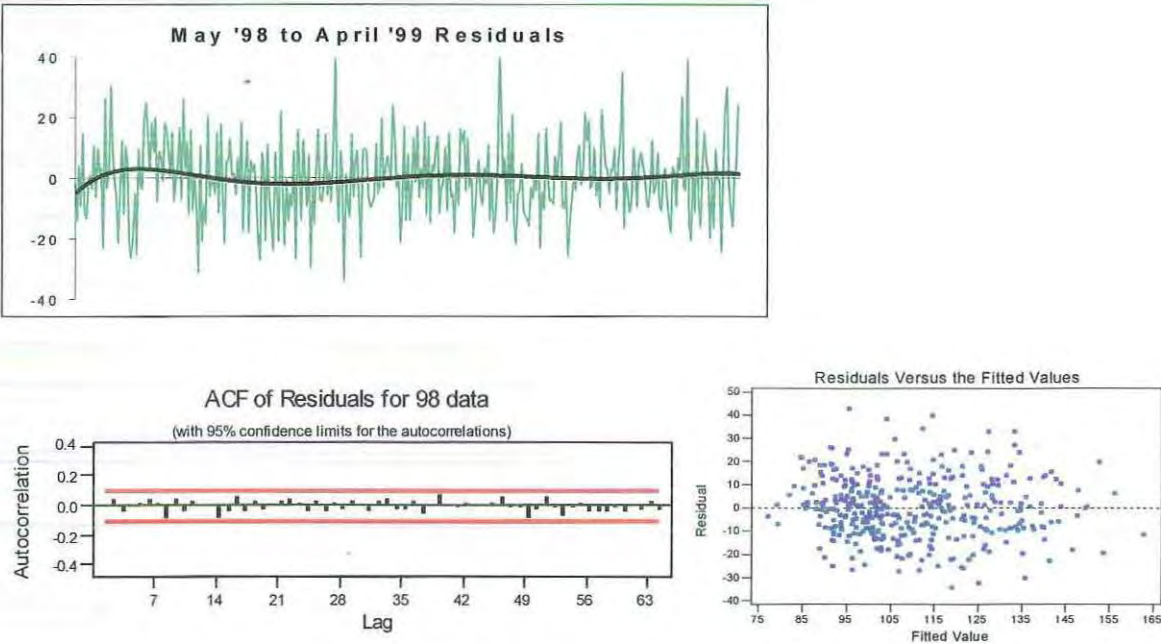 May '98 to April '99 Residuals
40
20
0
-20
-40
ACF of Residuals for 98 data
(with 95% confidence limits for the autocorrelations)
Autocorrelation
0.4
0.2
0.0
-0.2
-0.4
7 14 21 28 35 42 49 56 63
Lag
Residuals Versus the Fitted Values
Residual
50
40
30
20
10
0
-10
-20
-30
-40
75 85 95 105 115 125 135 145 155 165
Fitted Value